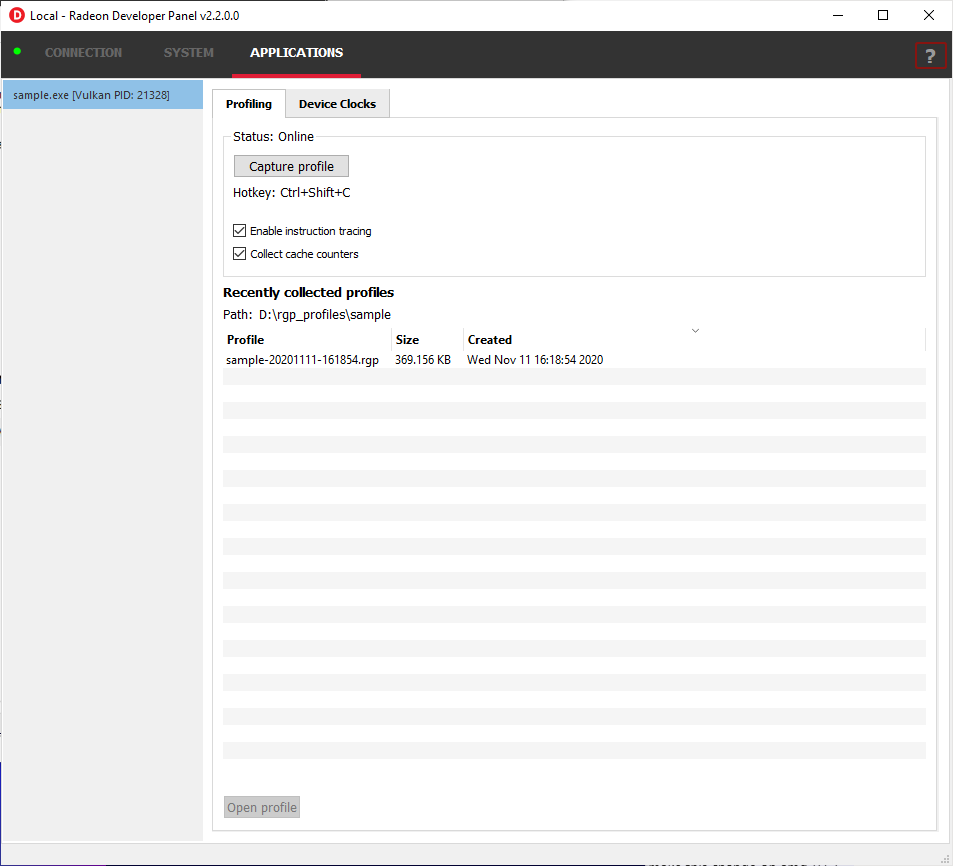 D Local - Radeon Developer Panel v2.2.0.0
CONNECTION SYSTEM APPLICATIONS ?
sample.exe [Vulkan PID: 21328]
Profiling Device Clocks
Status: Online
Capture profile
Hotkey: Ctrl+Shift+C
Enable instruction tracing
Collect cache counters
Recently collected profiles
Path: D:\rgp_profiles\sample
Profile Size Created
sample-20201111-161854.rgp 369.156 KB Wed Nov 11 16:18:54 2020
Open profile